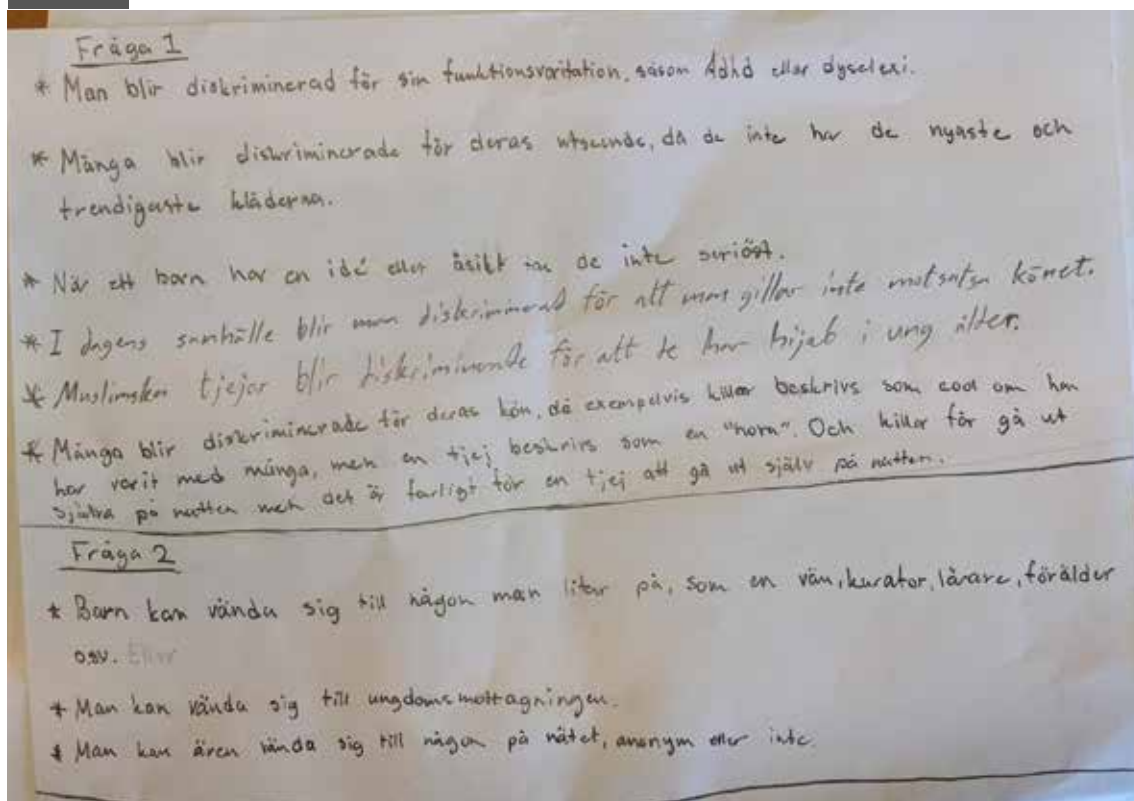 Fråga 1
* Man blir diskriminerad för sin funktionsvaritation, såsom Adhd eller dyselexi.
* Många blir diskriminerade för deras utseende, då de inte har de nyaste och
trendigaste kläderna.
* När ett barn har en idé eller åsikt tas de inte seriöst.
* I dagens samhälle blir man diskriminerad för att man gillar inte motsatsa könet.
* Muslimska tjejar blir diskriminerade för att de har hijab i ung ålder.
* Många blir diskriminerade för deras kön, då exempelvis killar beskrivs som cool om han
har varit med många, men en tjej beskrivs som en "hora". Och killar får gå ut
själva på natten men det är farligt för en tjej att gå ut själv på natten.
Fråga 2
* Barn kan vända sig till någon man litar på, som en vän, kurator, lärare, förälder
osv. Eller
* Man kan vända sig till ungdomsmottagningen.
* Man kan även vända sig till någon på nätet, anonym eller inte.